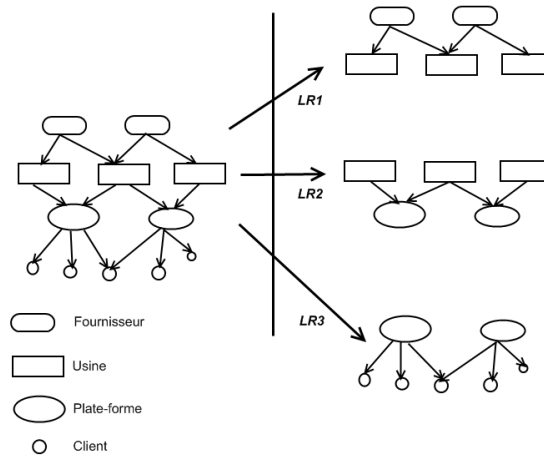 LR1
LR2
LR3
Fournisseur
Usine
Plate-forme
Client